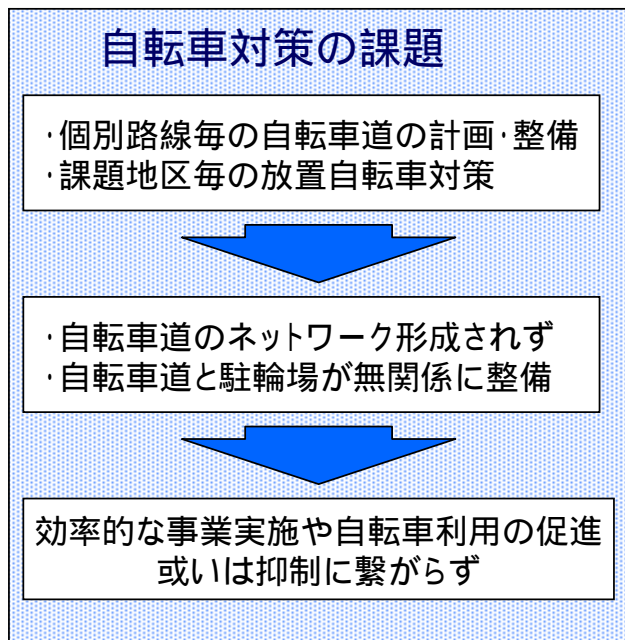 自転車対策の課題
･個別路線毎の自転車道の計画･整備
･課題地区毎の放置自転車対策
･自転車道のネットワーク形成されず
･自転車道と駐輪場が無関係に整備
効率的な事業実施や自転車利用の促進
或いは抑制に繋がらず